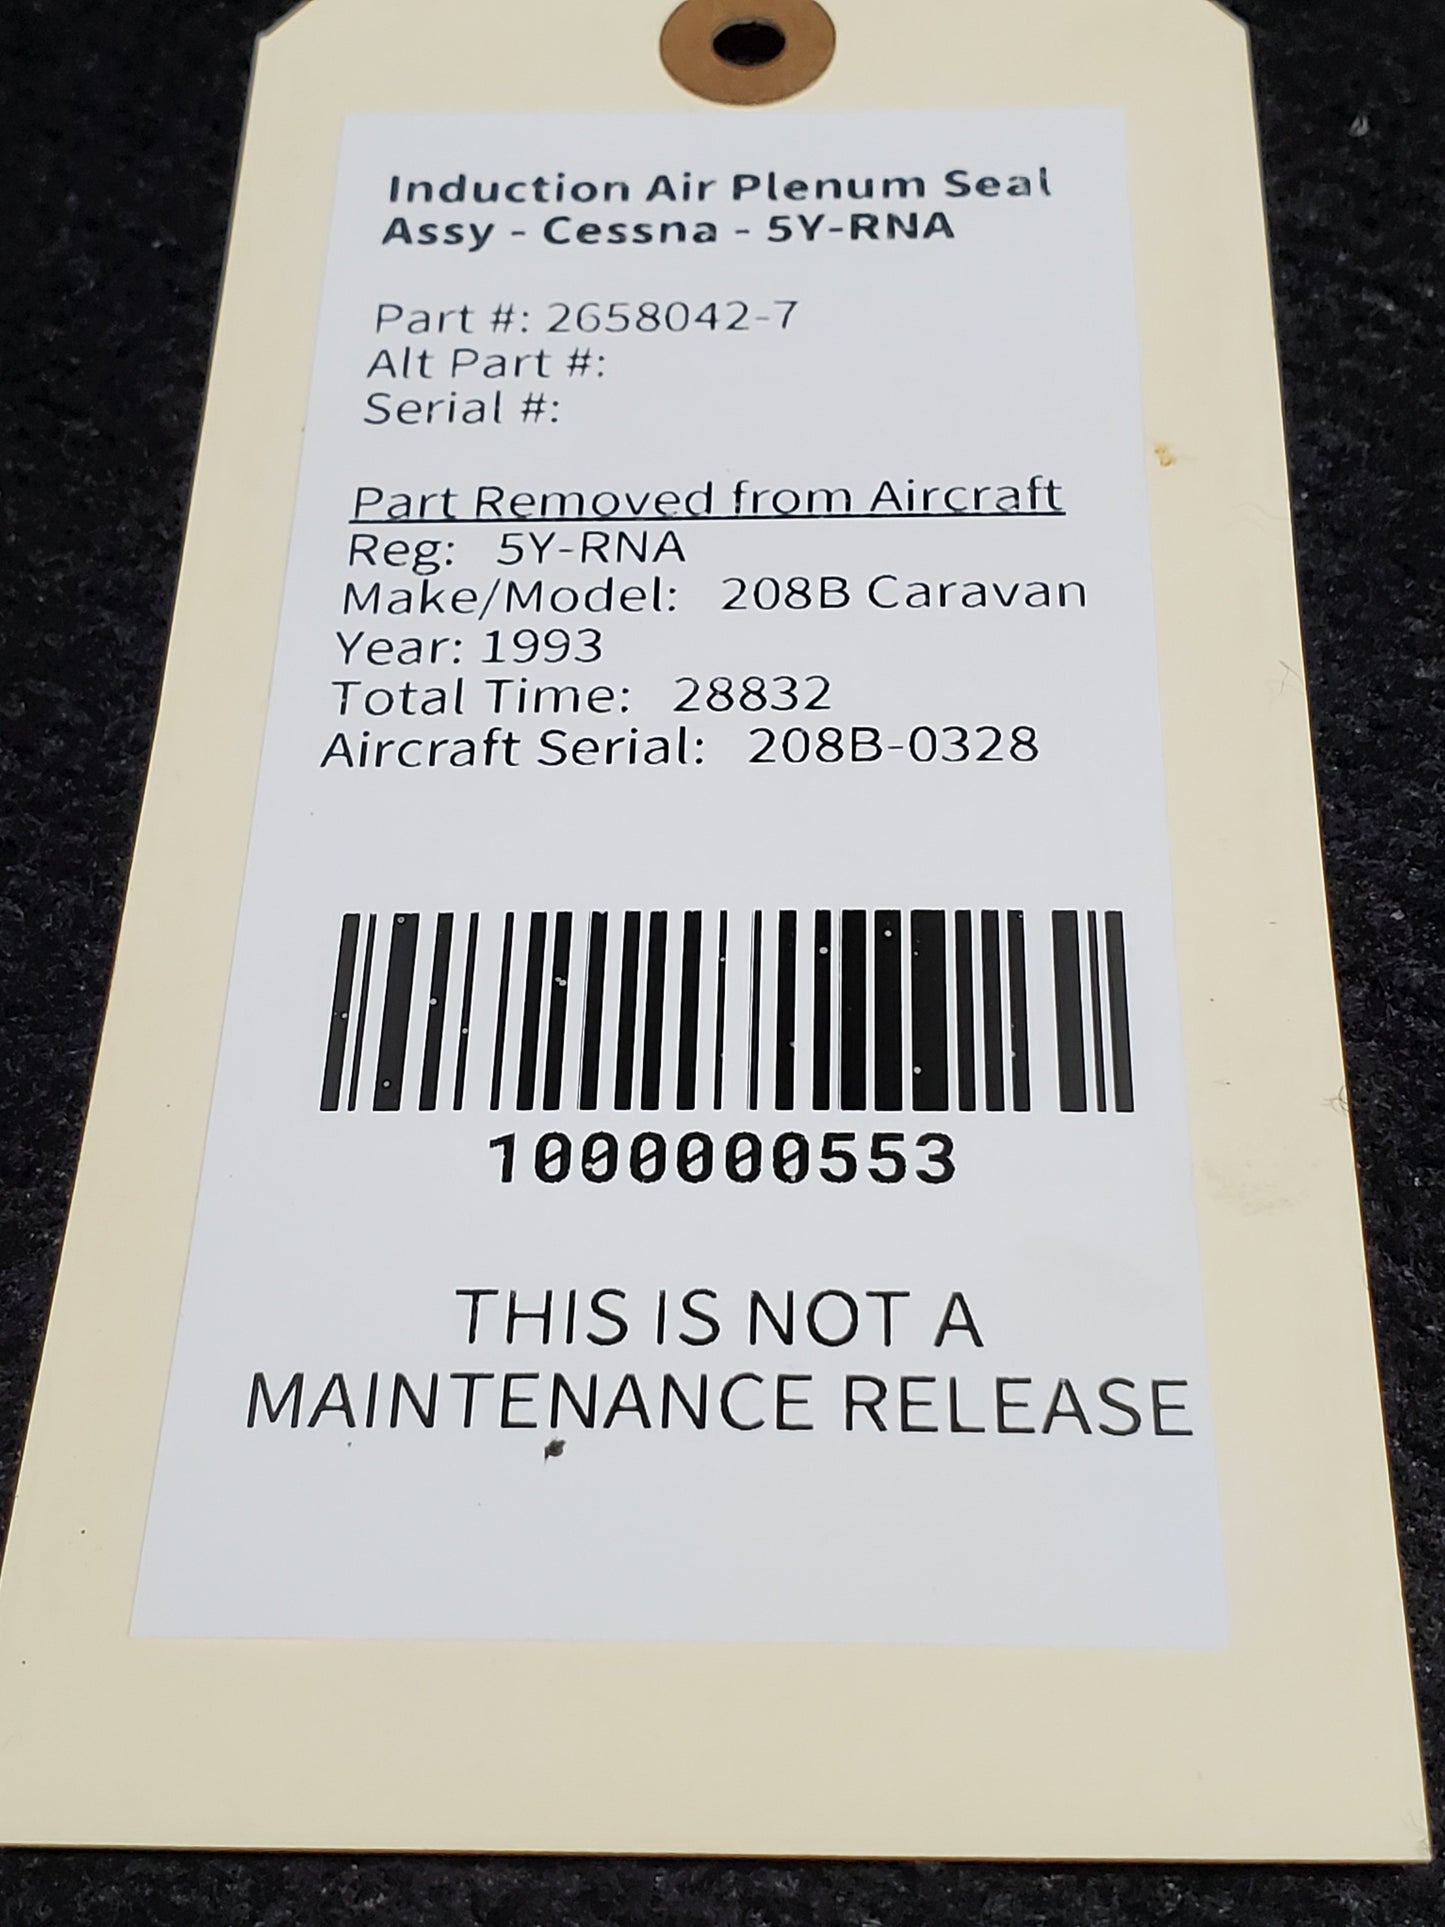 Induction Air Plenum Seal
Assy - Cessna - 5Y-RNA
Part #: 2658042-7
Alt Part #:
Serial #:
Part Removed from Aircraft
Reg: 5Y-RNA
Make/Model: 208B Caravan
Year: 1993
Total Time: 28832
Aircraft Serial: 208B-0328
1000000553
THIS IS NOT A
MAINTENANCE RELEASE